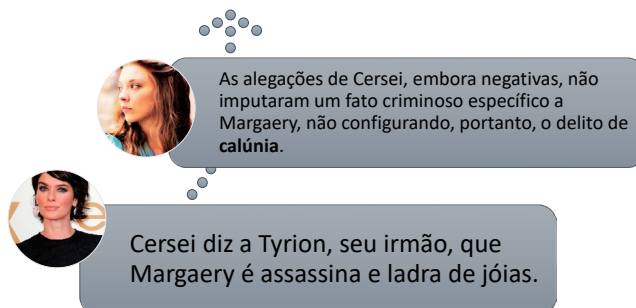 As alegações de Cersei, embora negativas, não
imputaram um fato criminoso específico a
Margaery, não configurando, portanto, o delito de
calúnia.
Cersei diz a Tyrion, seu irmão, que
Margaery é assassina e ladra de jóias.